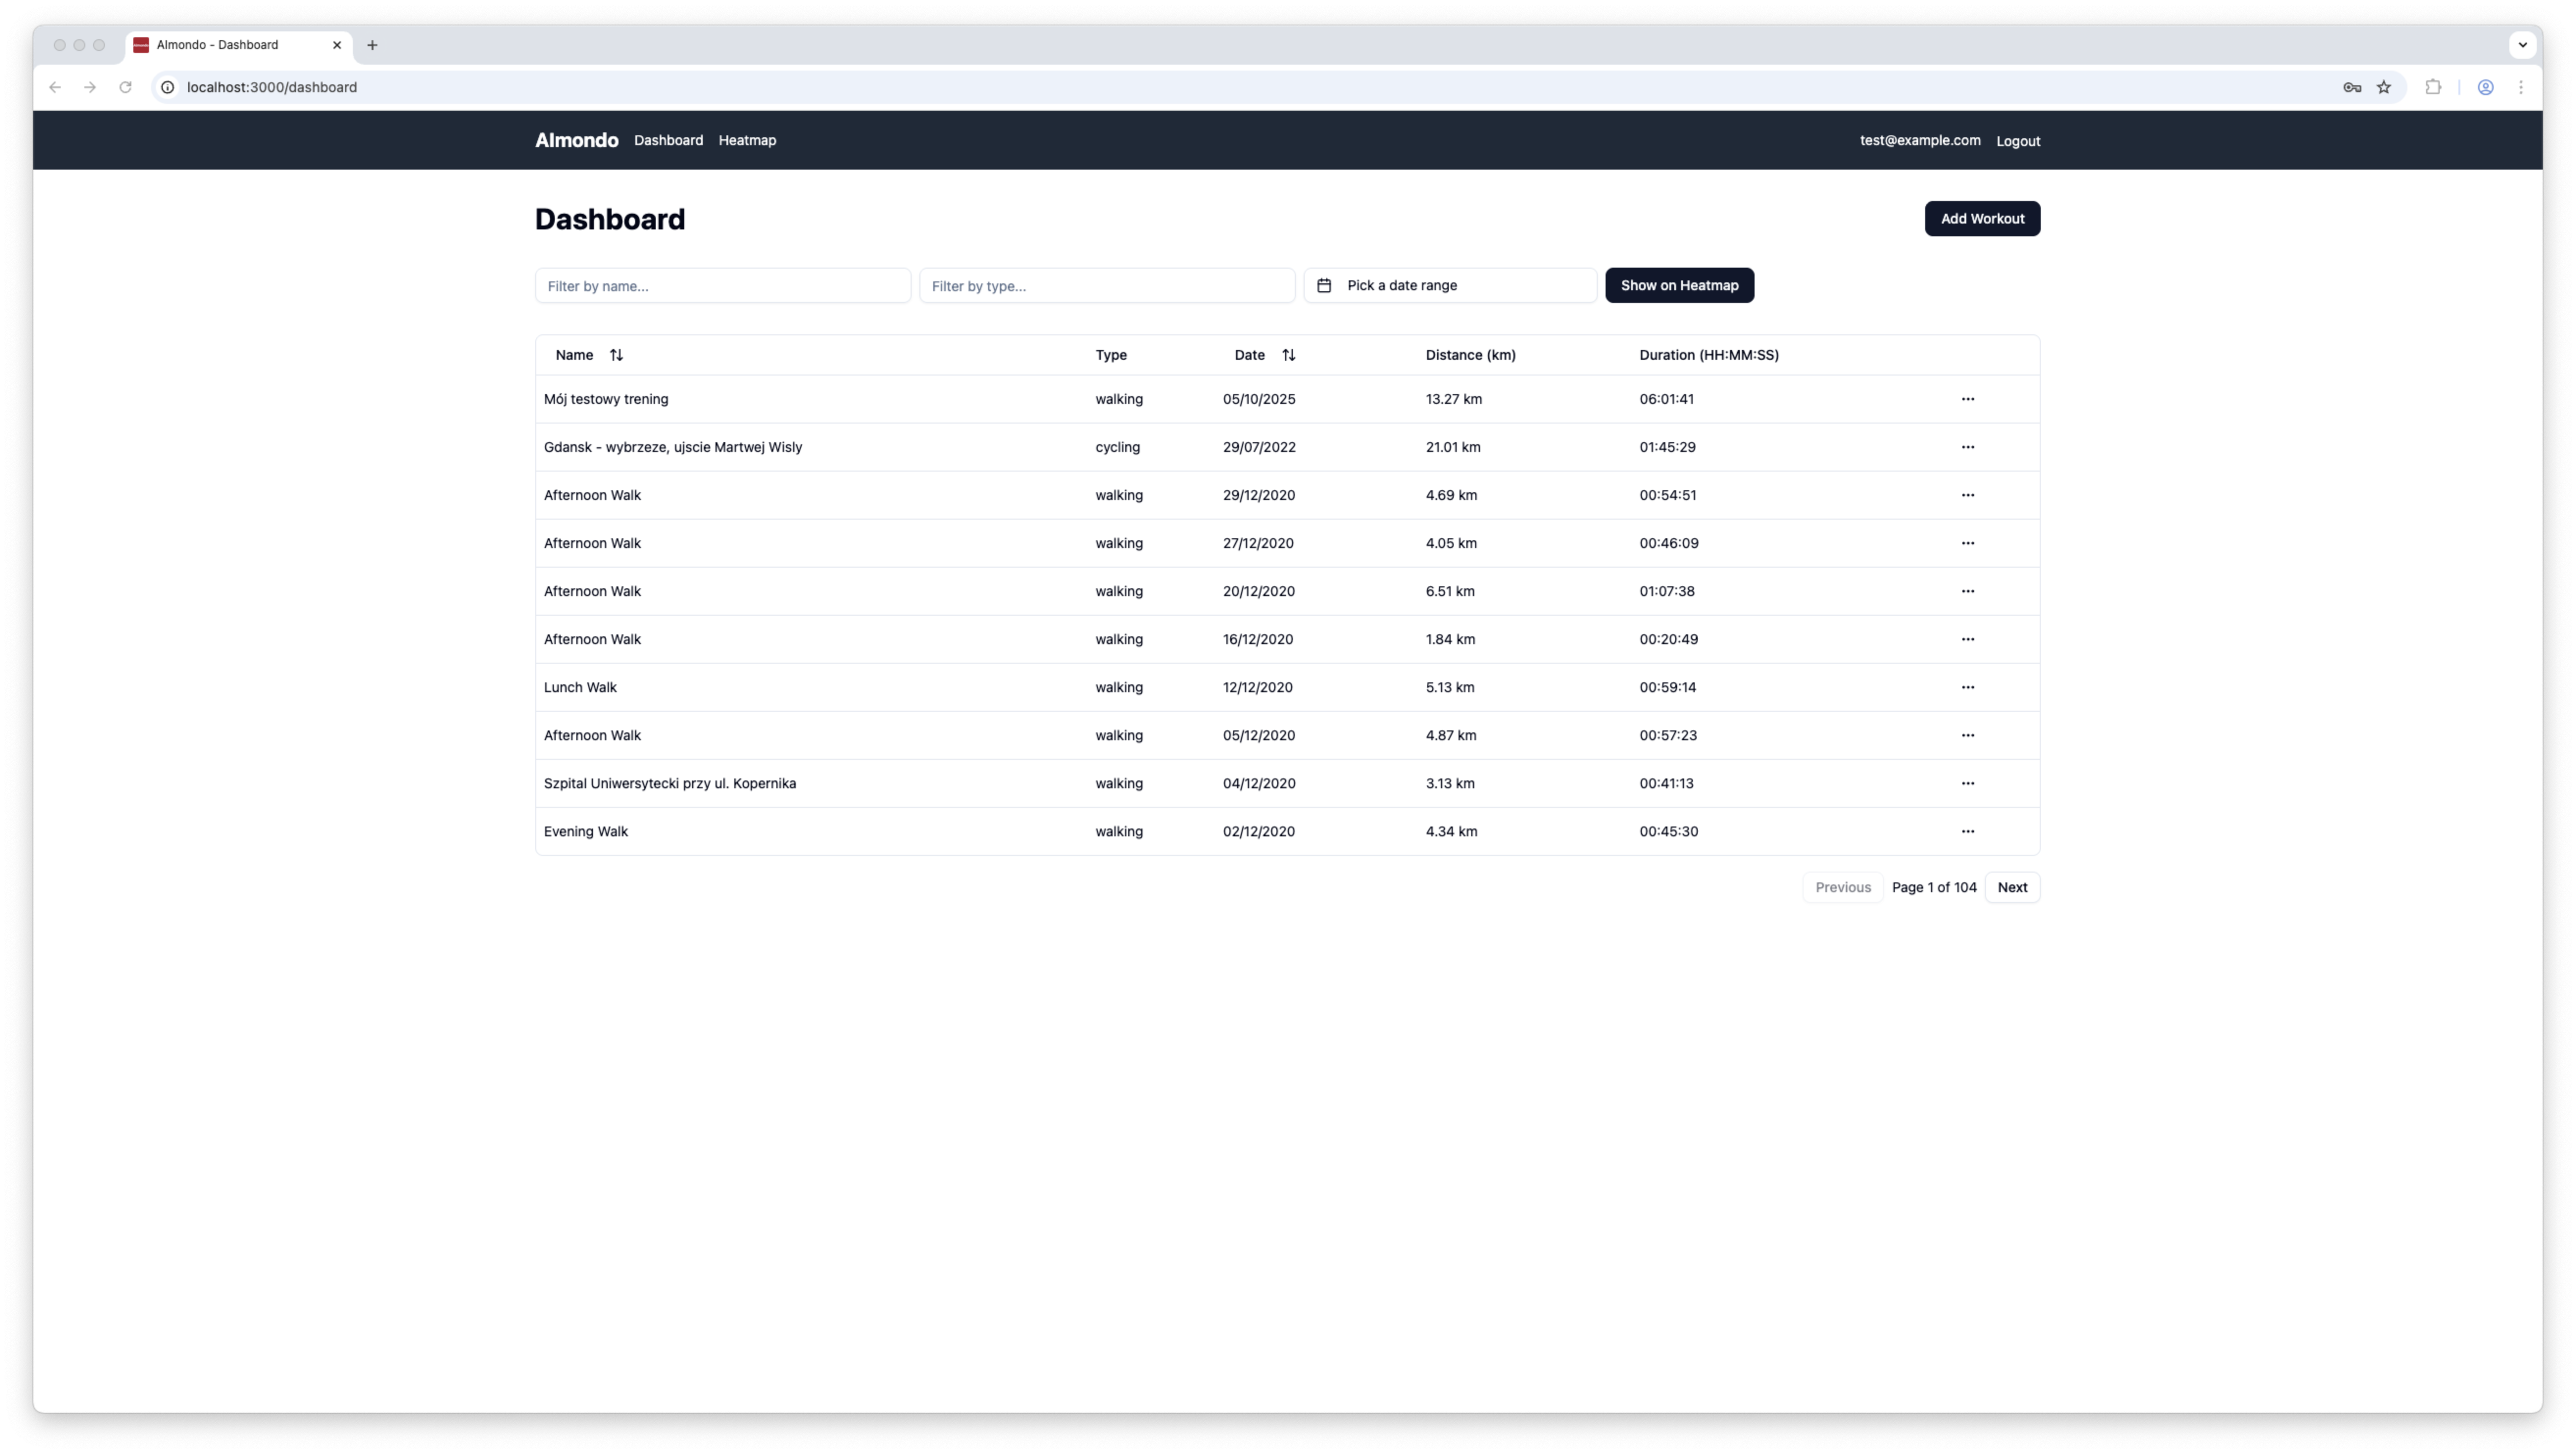 Almondo - Dashboard
localhost:3000/dashboard
Almondo Dashboard Heatmap test@example.com Logout
Dashboard Add Workout
Filter by name... Filter by type... Pick a date range Show on Heatmap
Name Type Date Distance (km) Duration (HH:MM:SS)
Mój testowy trening walking 05/10/2025 13.27 km 06:01:41
Gdansk - wybrzeze, ujscie Martwej Wisly cycling 29/07/2022 21.01 km 01:45:29
Afternoon Walk walking 29/12/2020 4.69 km 00:54:51
Afternoon Walk walking 27/12/2020 4.05 km 00:46:09
Afternoon Walk walking 20/12/2020 6.51 km 01:07:38
Afternoon Walk walking 16/12/2020 1.84 km 00:20:49
Lunch Walk walking 12/12/2020 5.13 km 00:59:14
Afternoon Walk walking 05/12/2020 4.87 km 00:57:23
Szpital Uniwersytecki przy ul. Kopernika walking 04/12/2020 3.13 km 00:41:13
Evening Walk walking 02/12/2020 4.34 km 00:45:30
Previous Page 1 of 104 Next